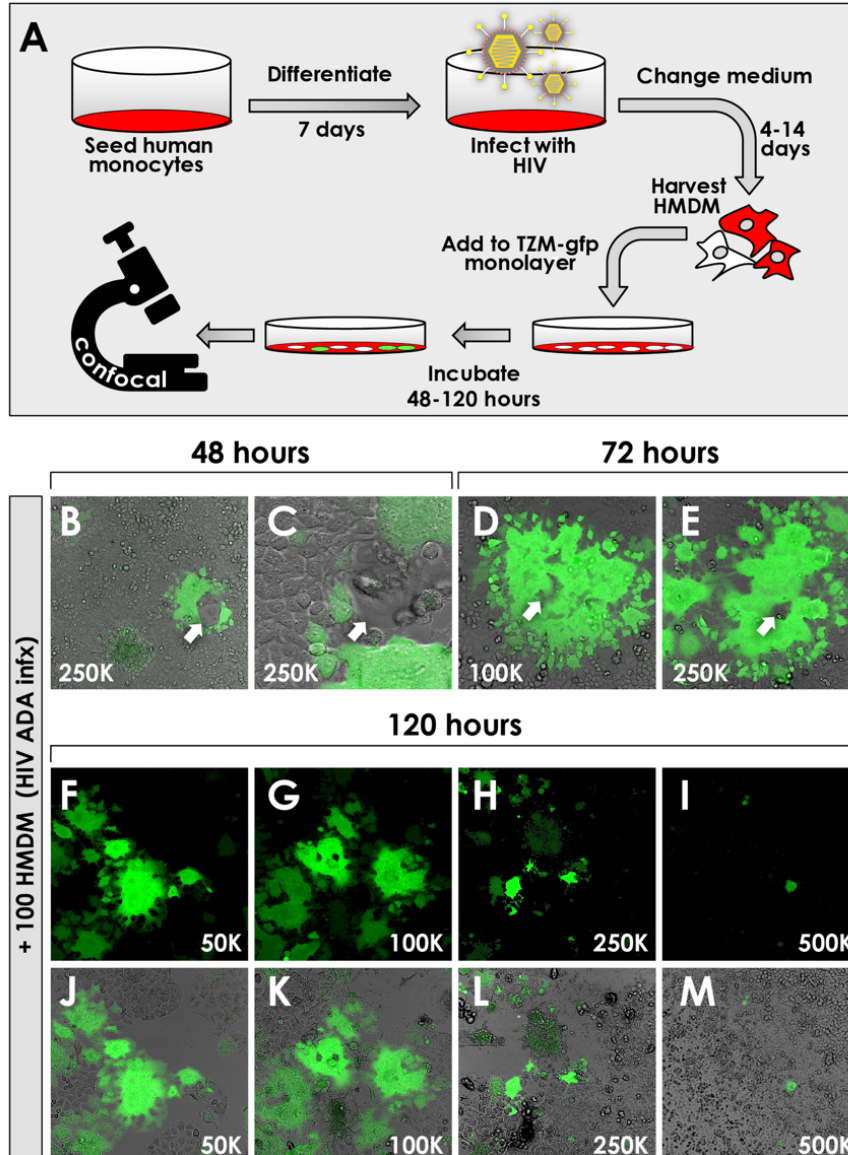 A
Differentiate
7 days
Change medium
4-14
days
Seed human
monocytes
Infect with
HIV
Harvest
HMDM
Add to TZM-gfp
monolayer
confocal
Incubate
48-120 hours
48 hours
72 hours
+ 100 HMDM (HIV ADA infx)
B
C
D
E
250K
250K
100K
250K
120 hours
F
G
H
I
50K
100K
250K
500K
J
K
L
M
50K
100K
250K
500K